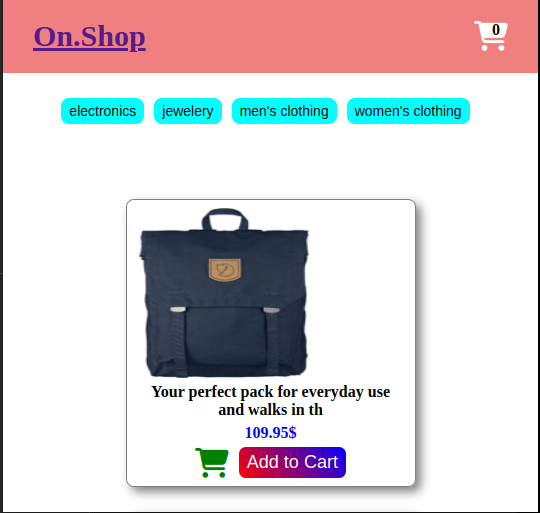 On.Shop
0
electronics jewelery men's clothing women's clothing
Your perfect pack for everyday use
and walks in th
109.95$
Add to Cart